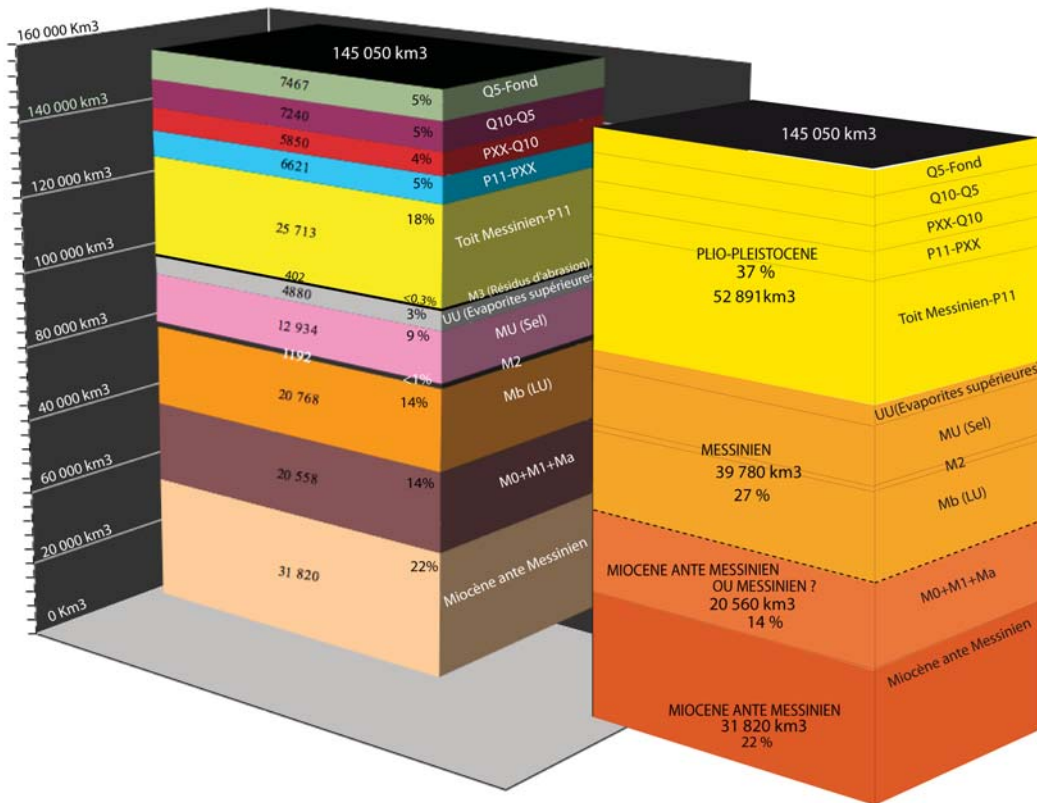 160 000 Km3
140 000 km3
120 000 km3
100 000 km3
80 000 km3
40 000 km3
60 000 km3
40 000 km3
20 000 km3
0 Km3
145 050 km3
7467 5% Q5-Fond
7240 5% Q10-Q5
5850 4% PXX-Q10
6621 5% P11-PXX
25 713 18% Toit Messinien-P11
402 <0.3% M3 (Résidus d'abrasion)
4880 3% UU (Evaporites supérieures)
12 934 9 % MU (Sel)
1192 <1% M2
20 768 14% Mb (LU)
20 558 14% M0+M1+Ma
31 820 22% Miocène ante Messinien
145 050 km3
Q5-Fond
Q10-Q5
PXX-Q10
P11-PXX
Toit Messinien-P11
PLIO-PLEISTOCENE
37 %
52 891km3
UU(Evaporites supérieures)
MU (Sel)
M2
Mb (LU)
MESSINIEN
39 780 km3
27 %
MIOCENE ANTE MESSINIEN
OU MESSINIEN ?
20 560 km3
14 %
M0+M1+Ma
Miocène ante Messinien
MIOCENE ANTE MESSINIEN
31 820 km3
22 %